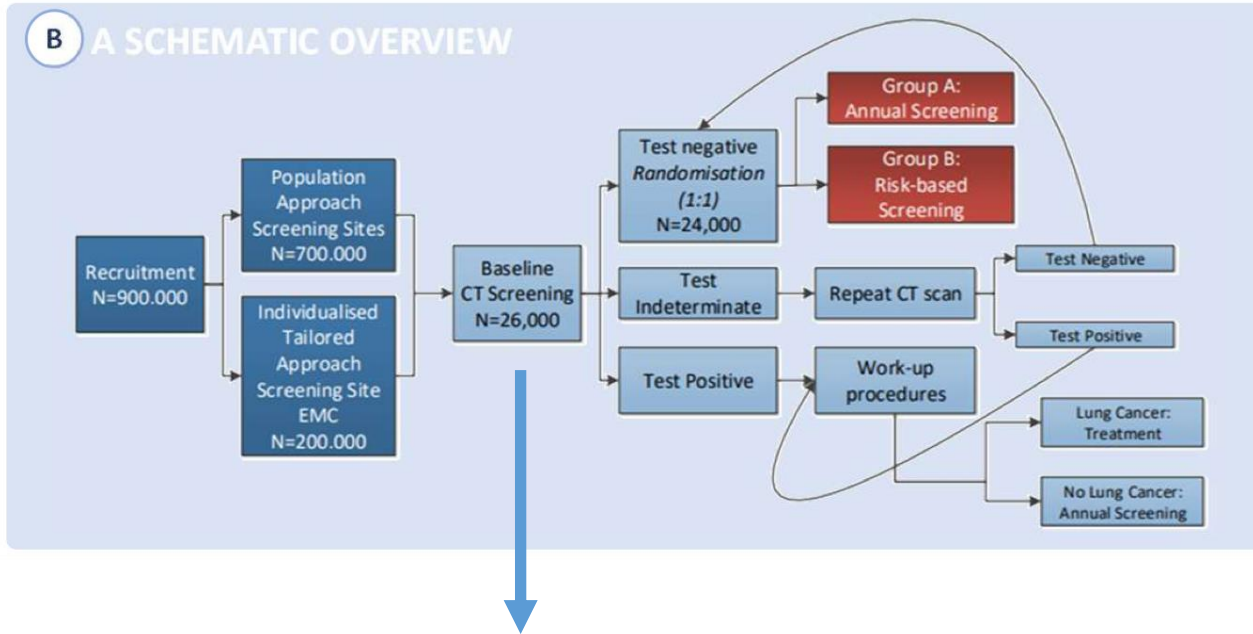 B A SCHEMATIC OVERVIEW
Recruitment
N=900.000
Population
Approach
Screening Sites
N=700.000
Individualised
Tailored
Approach
Screening Site
EMC
N=200.000
Baseline
CT Screening
N=26,000
Test negative
Randomisation
(1:1)
N=24,000
Group A:
Annual Screening
Group B:
Risk-based
Screening
Test
Indeterminate
Repeat CT scan
Test Negative
Test Positive
Test Positive
Work-up
procedures
Lung Cancer:
Treatment
No Lung Cancer:
Annual Screening